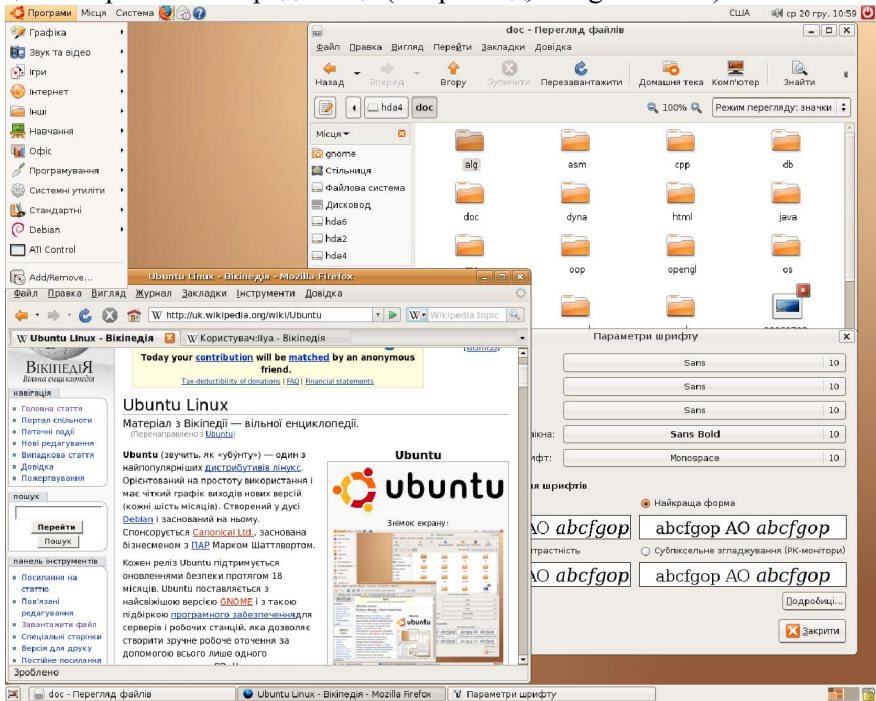 Програми Місця Система США ср 20 гру, 10:59
Графіка
Звук та відео
Ігри
Інтернет
Інші
Навчання
Офіс
Програмування
Системні утиліти
Стандартні
Debian
ATI Control
Add/Remove...
doc - Перегляд файлів
Файл Правка Вигляд Перейти Закладки Довідка
Назад Вперед Вгору Зупинити Перезавантажити Домашня тека Комп'ютер Знайти
hda4 doc 100% Режим перегляду: значки
Місця
gnome
Стільниця
Файлова система
Дисковод
hda6
hda2
hda4
alg asm cpp db
doc dyna html java
oop opengl os
Ubuntu Linux - Вікіпедія - Mozilla Firefox
Файл Правка Вигляд Журнал Закладки Інструменти Довідка
http://uk.wikipedia.org/wiki/Ubuntu Wikipedia topic
Ubuntu Linux - Вікіпедія Користувач:Ilya - Вікіпедія
ВІКІПЕДІЯ
Вільна енциклопедія
навігація
Головна стаття
Портал спільноти
Поточні події
Нові редагування
Випадкова стаття
Довідка
Пожертвування
пошук
Перейти
Пошук
панель інструментів
Посилання на
статтю
Пов'язані
редагування
Завантажити файл
Спеціальні сторінки
Версія для друку
Постійне посилання
Today your contribution will be matched by an anonymous
friend.
Tax-deductibility of donations | FAQ | Financial statements
Ubuntu Linux
Матеріал з Вікіпедії — вільної енциклопедії.
(Перенаправлено з Ubuntu)
Ubuntu (звучить, як «убу́нту») — один з
найпопулярніших дистрибутивів лінукс.
Орієнтований на простоту використання і
має чіткий графік виходів нових версій
(кожні шість місяців). Створений у дусі
Debian і заснований на ньому.
Спонсорується Canonical Ltd., заснована
бізнесменом з ПАР Марком Шаттлвортом.
Кожен реліз Ubuntu підтримується
оновленнями безпеки протягом 18
місяців. Ubuntu поставляється з
найсвіжішою версією GNOME і з такою
підбіркою програмного забезпеченнядля
серверів і робочих станцій, яка дозволяє
створити зручне робоче оточення за
допомогою всього лише одного
Ubuntu
ubuntu
Знімок екрану:
Зроблено
Параметри шрифту
Sans 10
Sans 10
Sans 10
вікна: Sans Bold 10
Monospace 10
шрифтів
Найкраща форма
AO abcfgop abcfgop AO abcfgop
Субпіксельне згладжування (РК-монітори)
AO abcfgop abcfgop AO abcfgop
Подробиці...
Закрити
doc - Перегляд файлів Ubuntu Linux - Вікіпедія - Mozilla Firefox Параметри шрифту